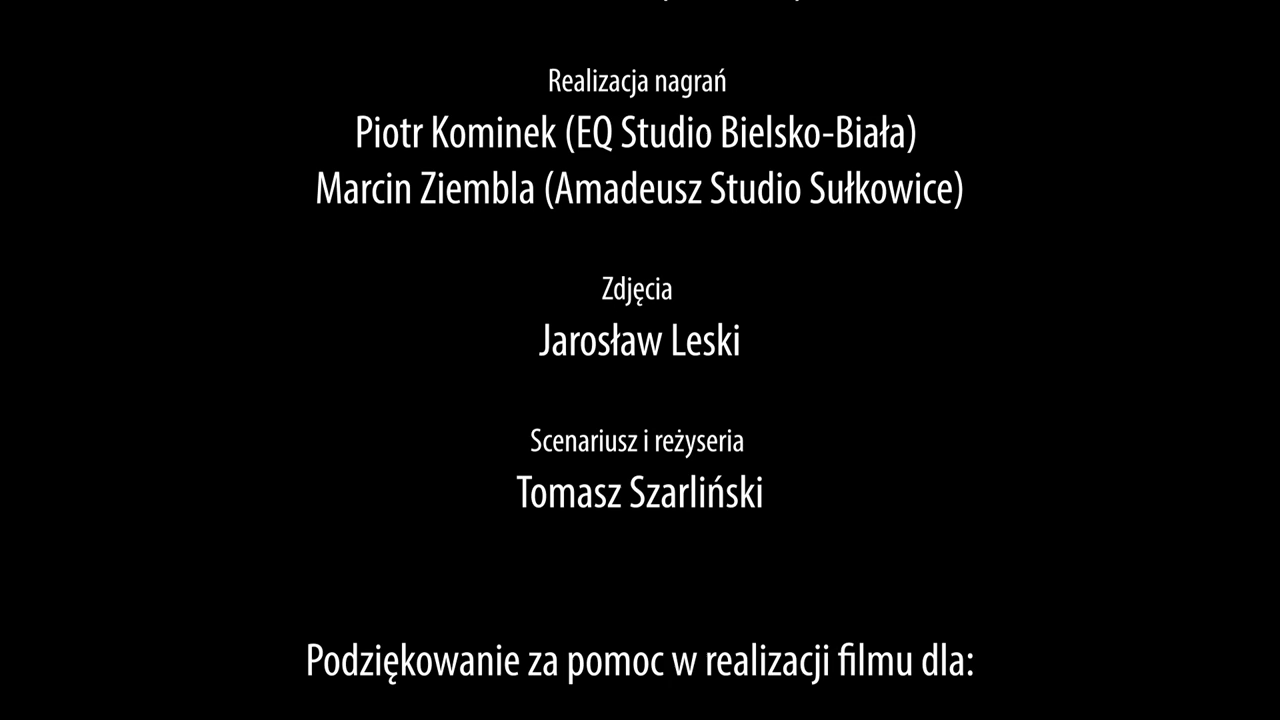 Realizacja nagrań
Piotr Kominek (EQ Studio Bielsko-Biała)
Marcin Ziembla (Amadeusz Studio Sułkowice)
Zdjęcia
Jarosław Leski
Scenariusz i reżyseria
Tomasz Szarliński
Podziękowanie za pomoc w realizacji filmu dla: